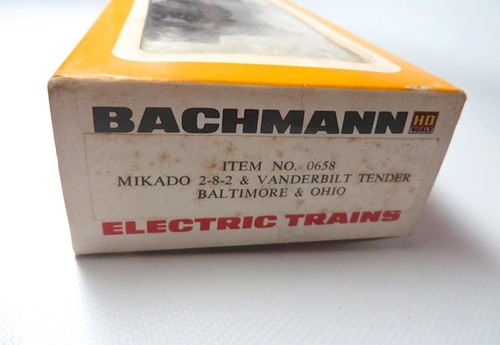 BACHMANN HO SCALE
ITEM NO. 0658
MIKADO 2-8-2 & VANDERBILT TENDER
BALTIMORE & OHIO
ELECTRIC TRAINS